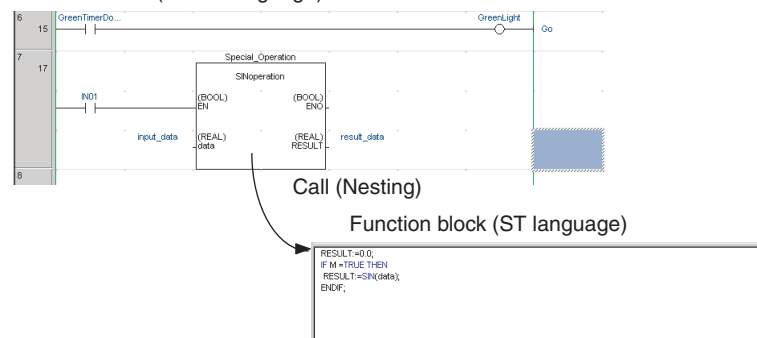 6
15
GreenTimerDo...
GreenLight
Go
7
17
Special_Operation
SINoperation
IN01
(BOOL)
EN
(BOOL)
ENO
input_data
(REAL)
data
(REAL)
RESULT
result_data
8
Call (Nesting)
Function block (ST language)
RESULT:=0.0;
IF M =TRUE THEN
RESULT:=SIN(data);
ENDIF;